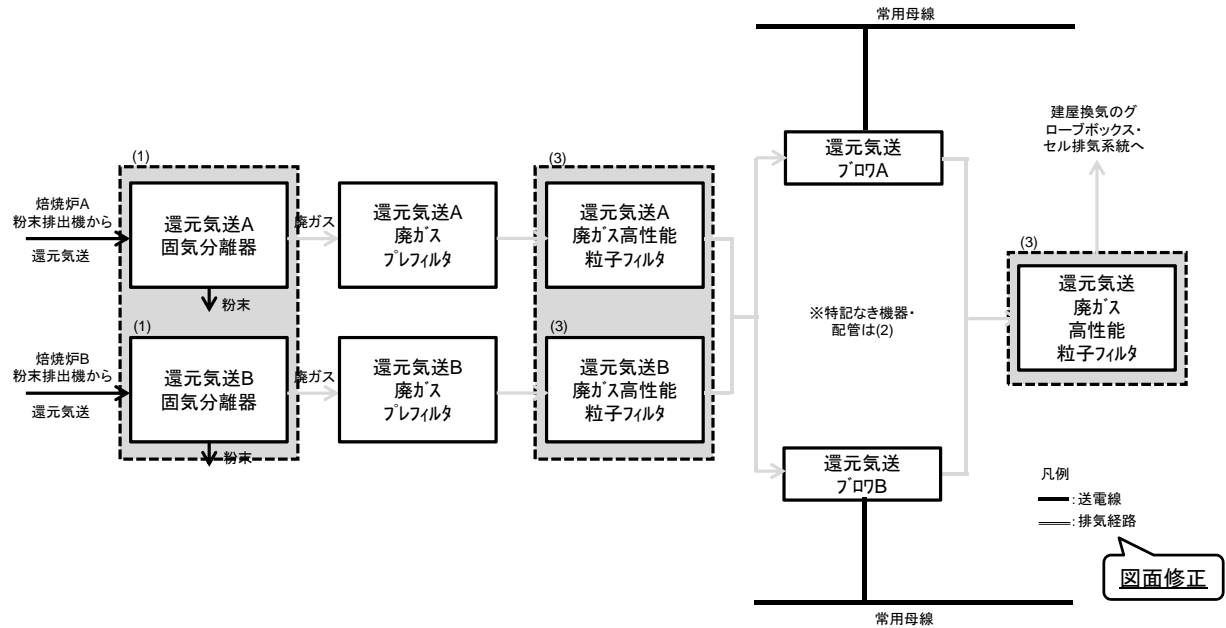 常用母線
建屋換気のグ
ローブボックス・
セル排気系統へ
(1)
焙焼炉A
粉末排出機から
還元気送
還元気送A
固気分離器
粉末
廃ガス
還元気送A
廃ガス
プレフィルタ
(3)
還元気送A
廃ガス高性能
粒子フィルタ
還元気送
ブロワA
(1)
焙焼炉B
粉末排出機から
還元気送
還元気送B
固気分離器
粉末
廃ガス
還元気送B
廃ガス
プレフィルタ
(3)
還元気送B
廃ガス高性能
粒子フィルタ
※特記なき機器・
配管は(2)
還元気送
ブロワB
(3)
還元気送
廃ガス
高性能
粒子フィルタ
凡例
:送電線
:排気経路
図面修正
常用母線